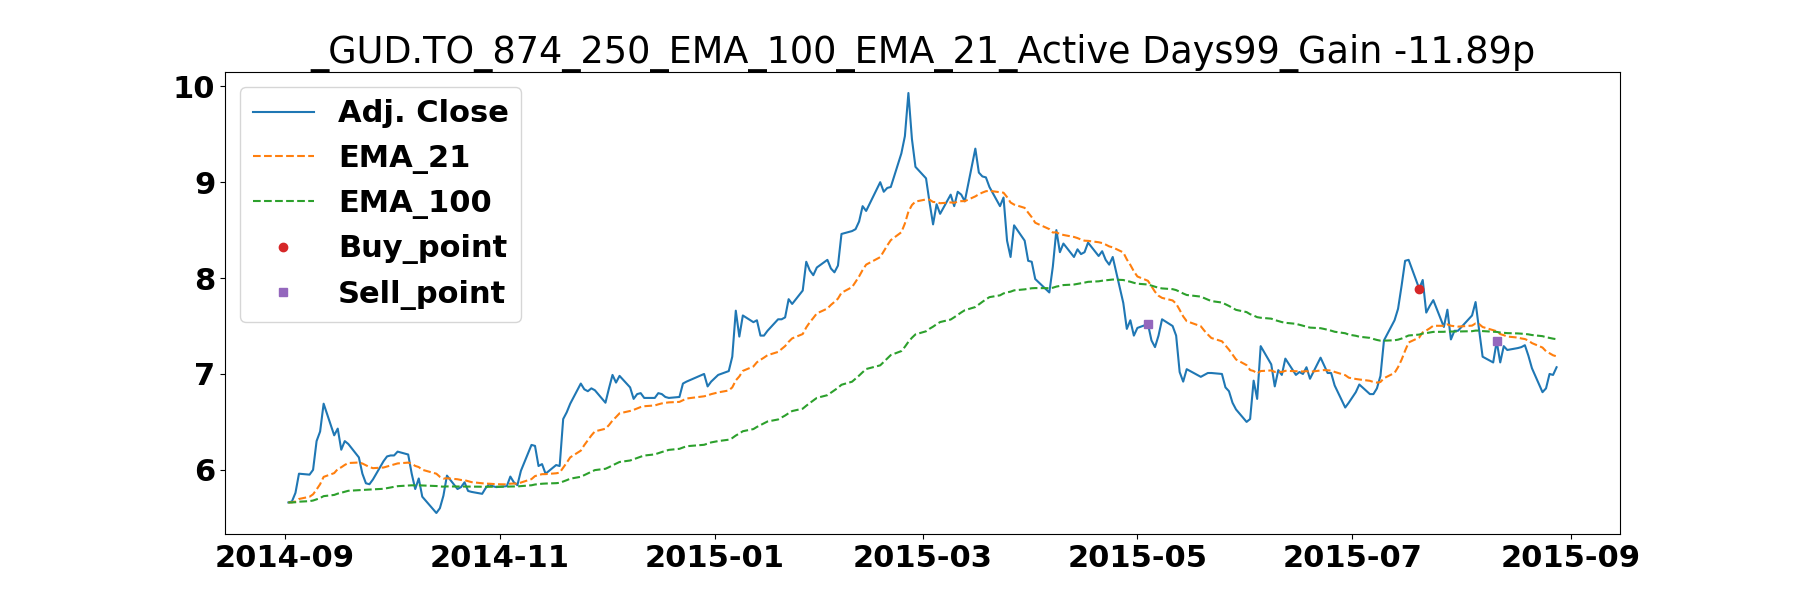 _GUD.TO_874_250_EMA_100_EMA_21_Active Days99_Gain -11.89p
10
9
8
7
6
Adj. Close
EMA_21
EMA_100
Buy_point
Sell_point
2014-09 2014-11 2015-01 2015-03 2015-05 2015-07 2015-09